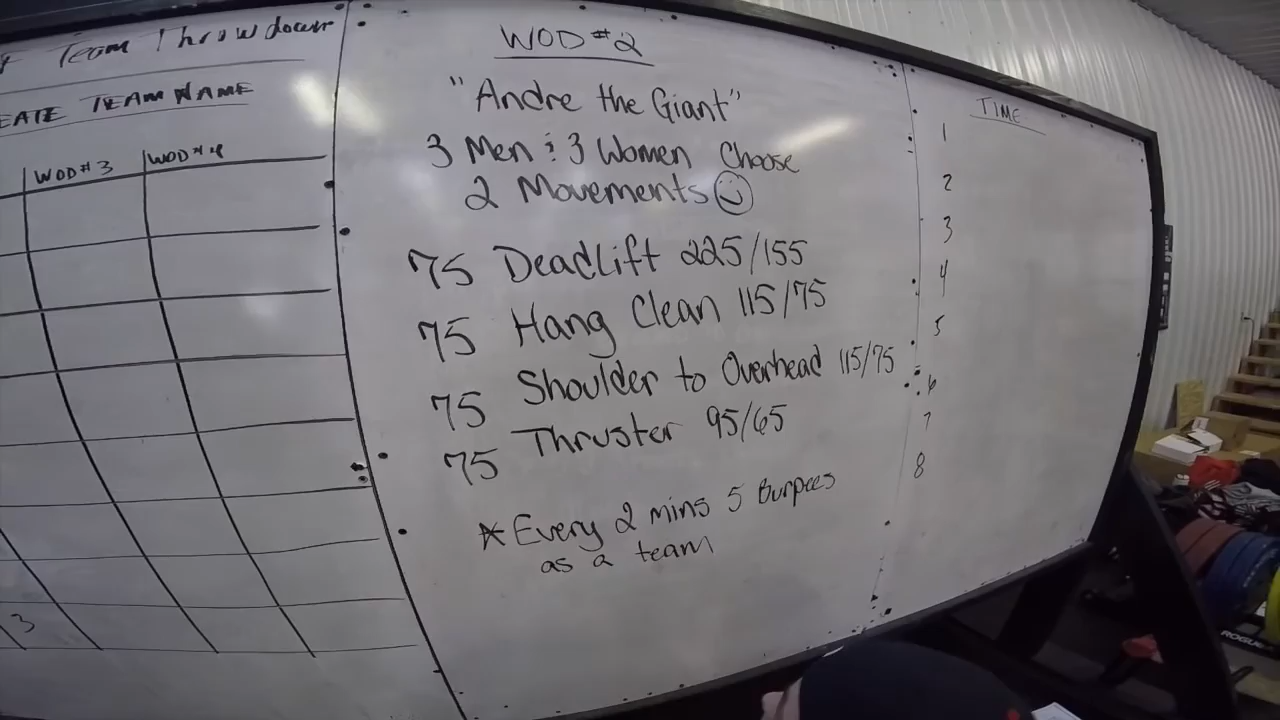 Team Throwdown
TEAM NAME
WOD#3 WOD#4
3
WOD #2
"Andre the Giant"
3 Men & 3 Women Choose
2 Movements
75 Deadlift 225/155
75 Hang Clean 115/75
75 Shoulder to Overhead 115/75
75 Thruster 95/65
*Every 2 mins 5 Burpees
as a team
TIME
1
2
3
4
5
6
7
8
ROGUE